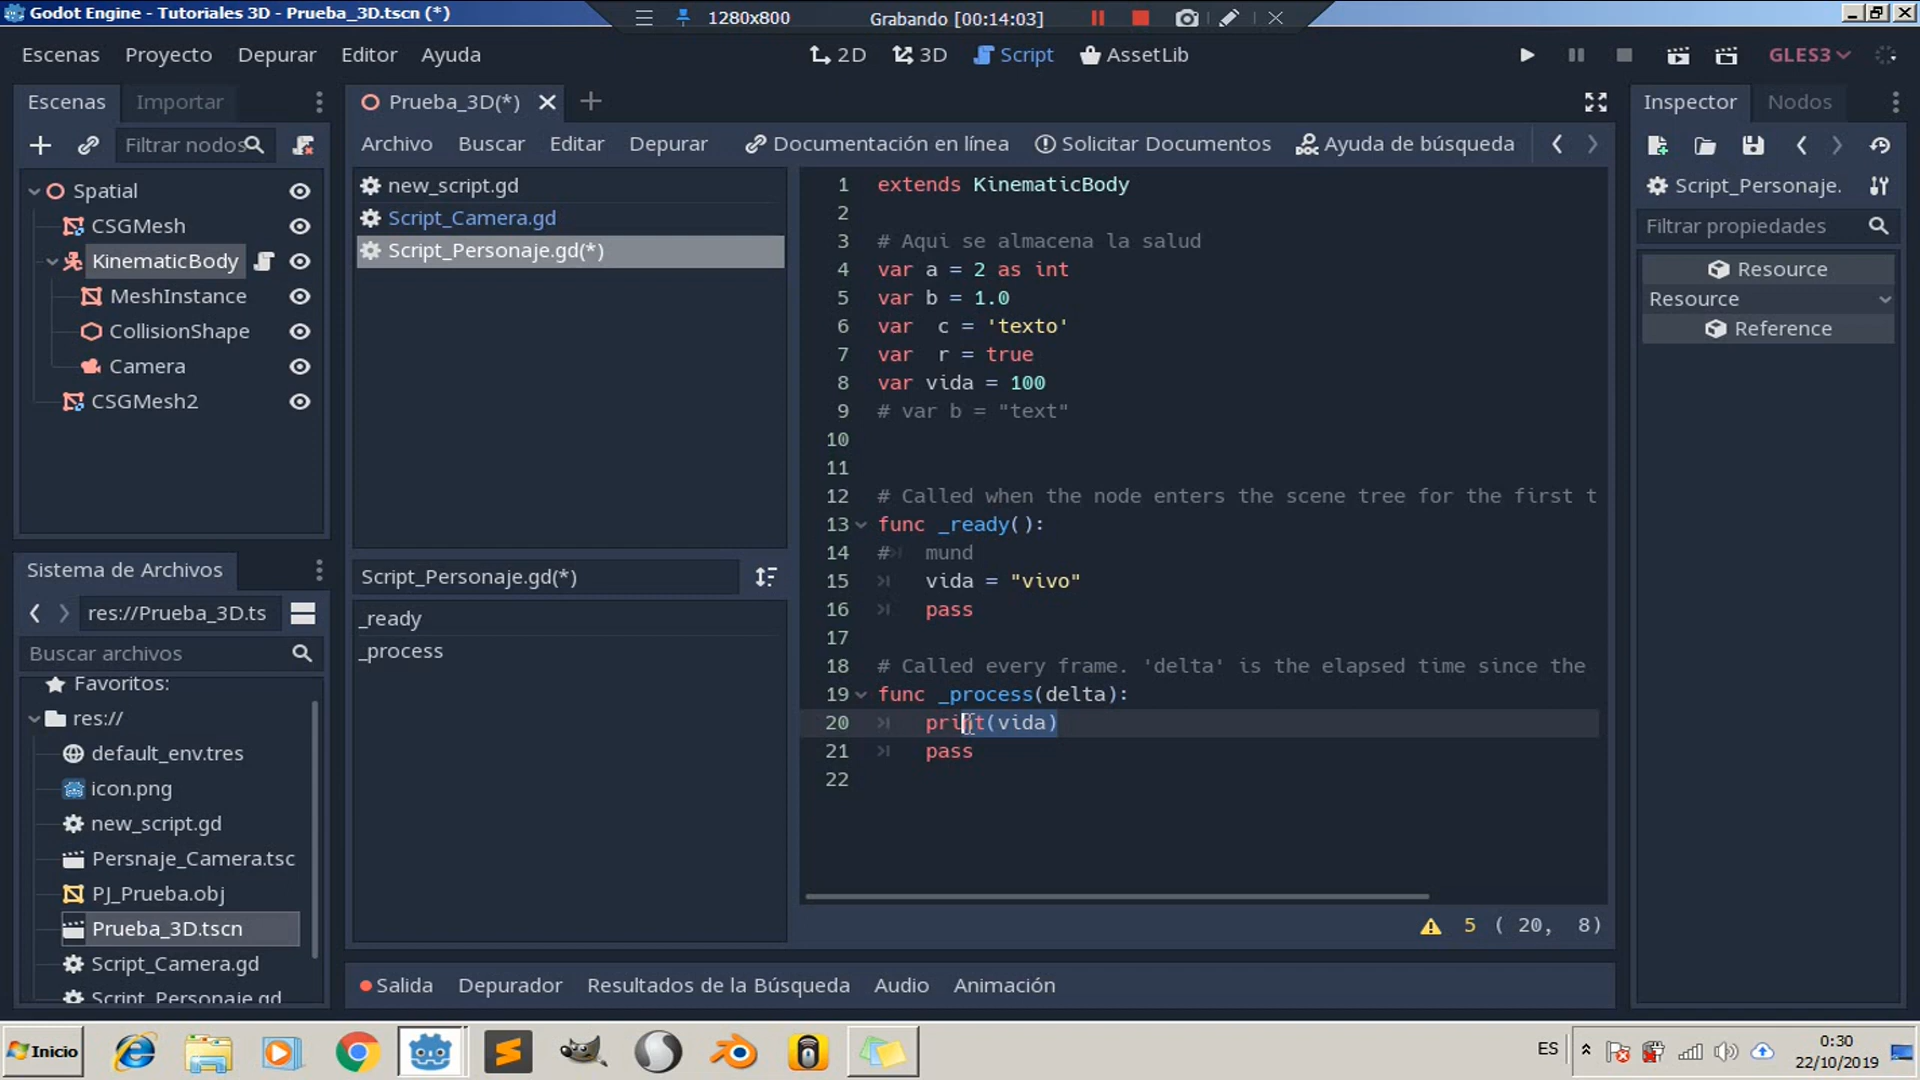 Godot Engine - Tutoriales 3D - Prueba_3D.tscn (*)
1280x800
Grabando [00:14:03]
Escenas Proyecto Depurar Editor Ayuda
2D 3D Script AssetLib
GLES3
Escenas Importar
Filtrar nodos
Spatial
CSGMesh
KinematicBody
MeshInstance
CollisionShape
Camera
CSGMesh2
Sistema de Archivos
res://Prueba_3D.ts
Buscar archivos
Favoritos:
res://
default_env.tres
icon.png
new_script.gd
Persnaje_Camera.tsc
PJ_Prueba.obj
Prueba_3D.tscn
Script_Camera.gd
Script_Personaje.gd
Prueba_3D(*)
Archivo Buscar Editar Depurar Documentación en línea Solicitar Documentos Ayuda de búsqueda
new_script.gd
Script_Camera.gd
Script_Personaje.gd(*)
Script_Personaje.gd(*)
_ready
_process
1 extends KinematicBody
2
3 # Aqui se almacena la salud
4 var a = 2 as int
5 var b = 1.0
6 var  c = 'texto'
7 var  r = true
8 var vida = 100
9 # var b = "text"
10
11
12 # Called when the node enters the scene tree for the first t
13 func _ready():
14 # mund
15 vida = "vivo"
16 pass
17
18 # Called every frame. 'delta' is the elapsed time since the
19 func _process(delta):
20 print(vida)
21 pass
22
5 ( 20, 8)
Salida Depurador Resultados de la Búsqueda Audio Animación
Inspector Nodos
Script_Personaje.
Filtrar propiedades
Resource
Resource
Reference
Inicio
ES
0:30
22/10/2019